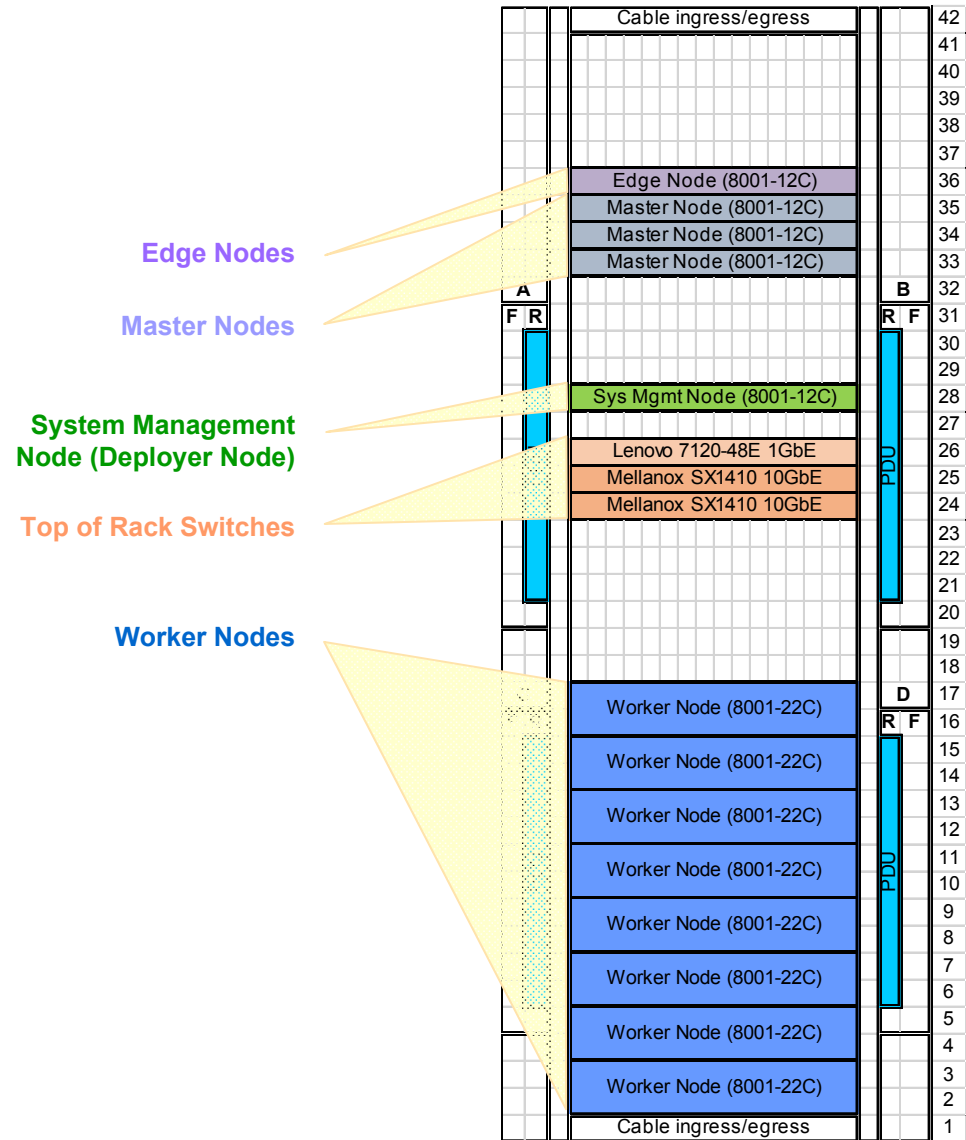 Cable ingress/egress 42
41
40
39
38
37
Edge Node (8001-12C) 36
Master Node (8001-12C) 35
Master Node (8001-12C) 34
Edge Nodes Master Node (8001-12C) 33
A B 32
Master Nodes F R R F 31
30
29
Sys Mgmt Node (8001-12C) 28
System Management 27
Node (Deployer Node) Lenovo 7120-48E 1GbE PDU 26
Mellanox SX1410 10GbE 25
Top of Rack Switches Mellanox SX1410 10GbE 24
23
22
21
20
Worker Nodes 19
18
Worker Node (8001-22C) D 17
R F 16
Worker Node (8001-22C) 15
14
Worker Node (8001-22C) 13
12
Worker Node (8001-22C) PDU 11
10
Worker Node (8001-22C) 9
8
Worker Node (8001-22C) 7
6
Worker Node (8001-22C) 5
4
Worker Node (8001-22C) 3
2
Cable ingress/egress 1